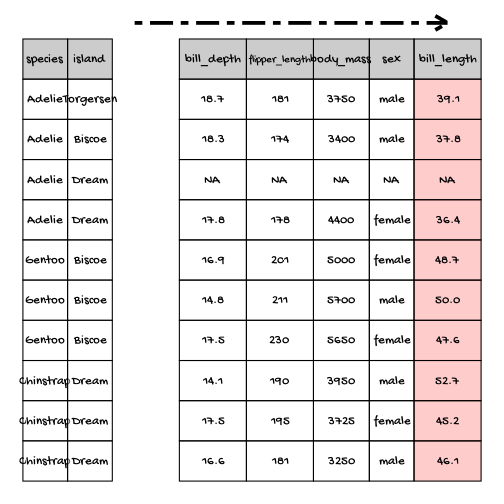 species island bill_depth flipper_length body_mass sex bill_length
Adelie Torgersen 18.7 181 3750 male 39.1
Adelie Biscoe 18.3 174 3400 male 37.8
Adelie Dream NA NA NA NA NA
Adelie Dream 17.8 178 4400 female 36.4
Gentoo Biscoe 16.9 201 5000 female 48.7
Gentoo Biscoe 14.8 211 5700 male 50.0
Gentoo Biscoe 17.5 230 5650 female 47.6
Chinstrap Dream 14.1 190 3950 male 52.7
Chinstrap Dream 17.5 195 3725 female 45.2
Chinstrap Dream 16.6 181 3250 male 46.1